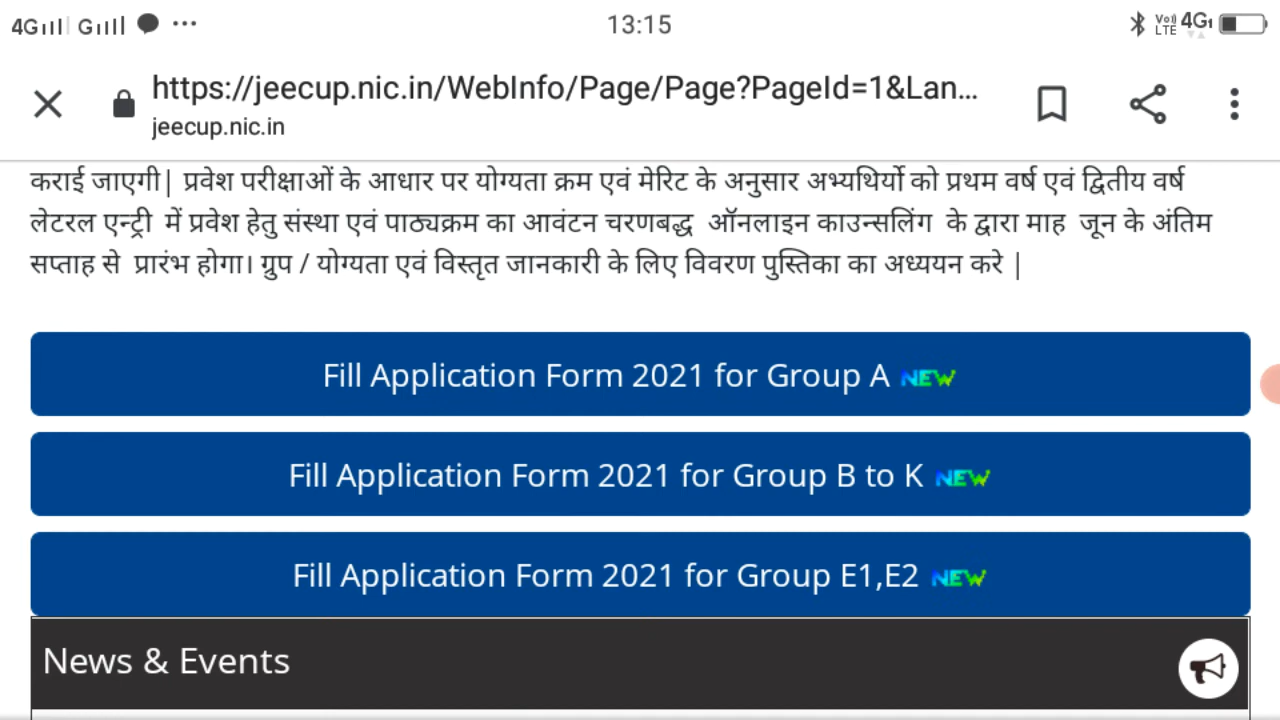 4G G ...
13:15
Vo)) LTE 4G
https://jeecup.nic.in/WebInfo/Page/Page?PageId=1&Lan...
jeecup.nic.in
कराई जाएगी| प्रवेश परीक्षाओं के आधार पर योग्यता क्रम एवं मेरिट के अनुसार अभ्यथिर्यो को प्रथम वर्ष एवं द्वितीय वर्ष
लेटरल एन्ट्री में प्रवेश हेतु संस्था एवं पाठ्यक्रम का आवंटन चरणबद्ध ऑनलाइन काउन्सलिंग के द्वारा माह जून के अंतिम
सप्ताह से प्रारंभ होगा। ग्रुप / योग्यता एवं विस्तृत जानकारी के लिए विवरण पुस्तिका का अध्ययन करे |
Fill Application Form 2021 for Group A NEW
Fill Application Form 2021 for Group B to K NEW
Fill Application Form 2021 for Group E1,E2 NEW
News & Events